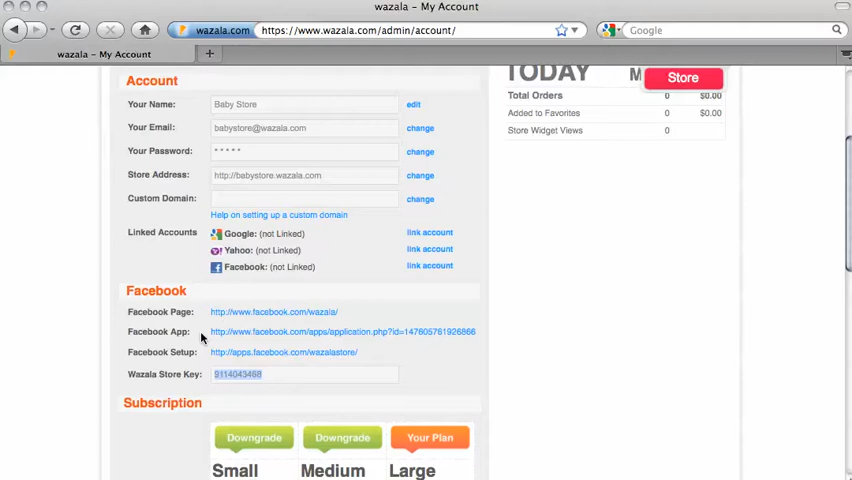 wazala - My Account
wazala.com https://www.wazala.com/admin/account/ Google
wazala - My Account
Account
Your Name: Baby Store edit
Your Email: babystore@wazala.com change
Your Password: • • • • • change
Store Address: http://babystore.wazala.com change
Custom Domain: change
Help on setting up a custom domain
Linked Accounts Google: (not Linked) link account
Yahoo: (not Linked) link account
Facebook: (not Linked) link account
Facebook
Facebook Page: http://www.facebook.com/wazala/
Facebook App: http://www.facebook.com/apps/application.php?id=147605761926866
Facebook Setup: http://apps.facebook.com/wazalastore/
Wazala Store Key: 9114043468
Subscription
Downgrade Downgrade Your Plan
Small Medium Large
TODAY M
Store
Total Orders 0 $0.00
Added to Favorites 0 $0.00
Store Widget Views 0